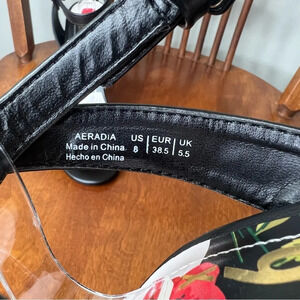 AERADIA US EUR UK
Made in China 8 38.5 5.5
Hecho en China